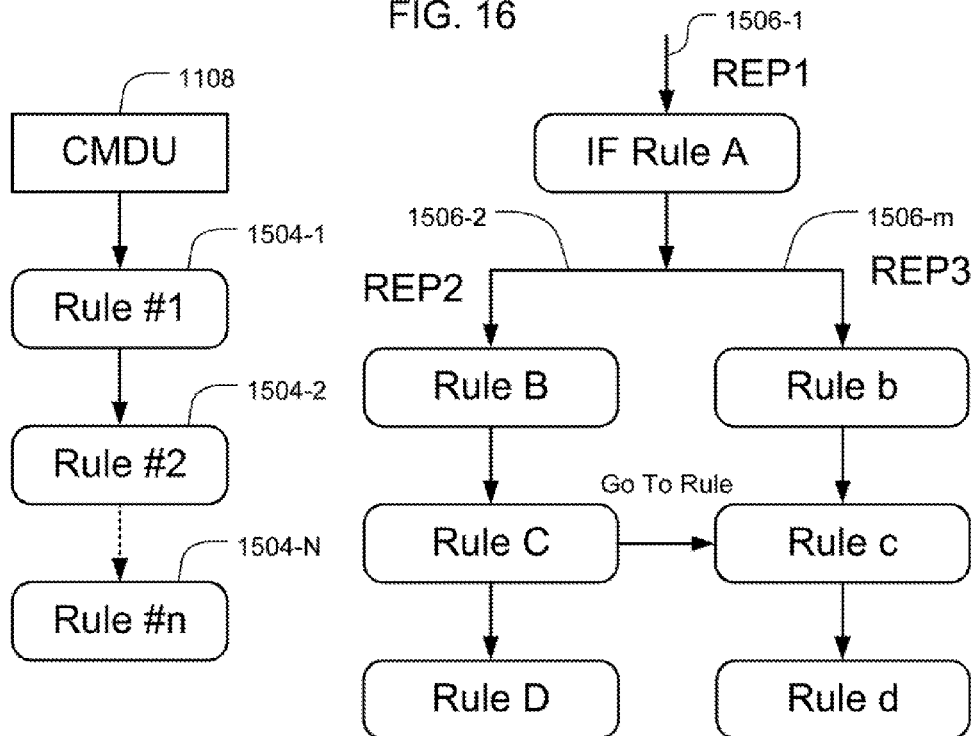 FIG. 16
1108
CMDU
1504-1
Rule #1
1504-2
Rule #2
1504-N
Rule #n
1506-1
REP1
IF Rule A
1506-2
1506-m
REP2
REP3
Rule B
Rule b
Go To Rule
Rule C
Rule c
Rule D
Rule d